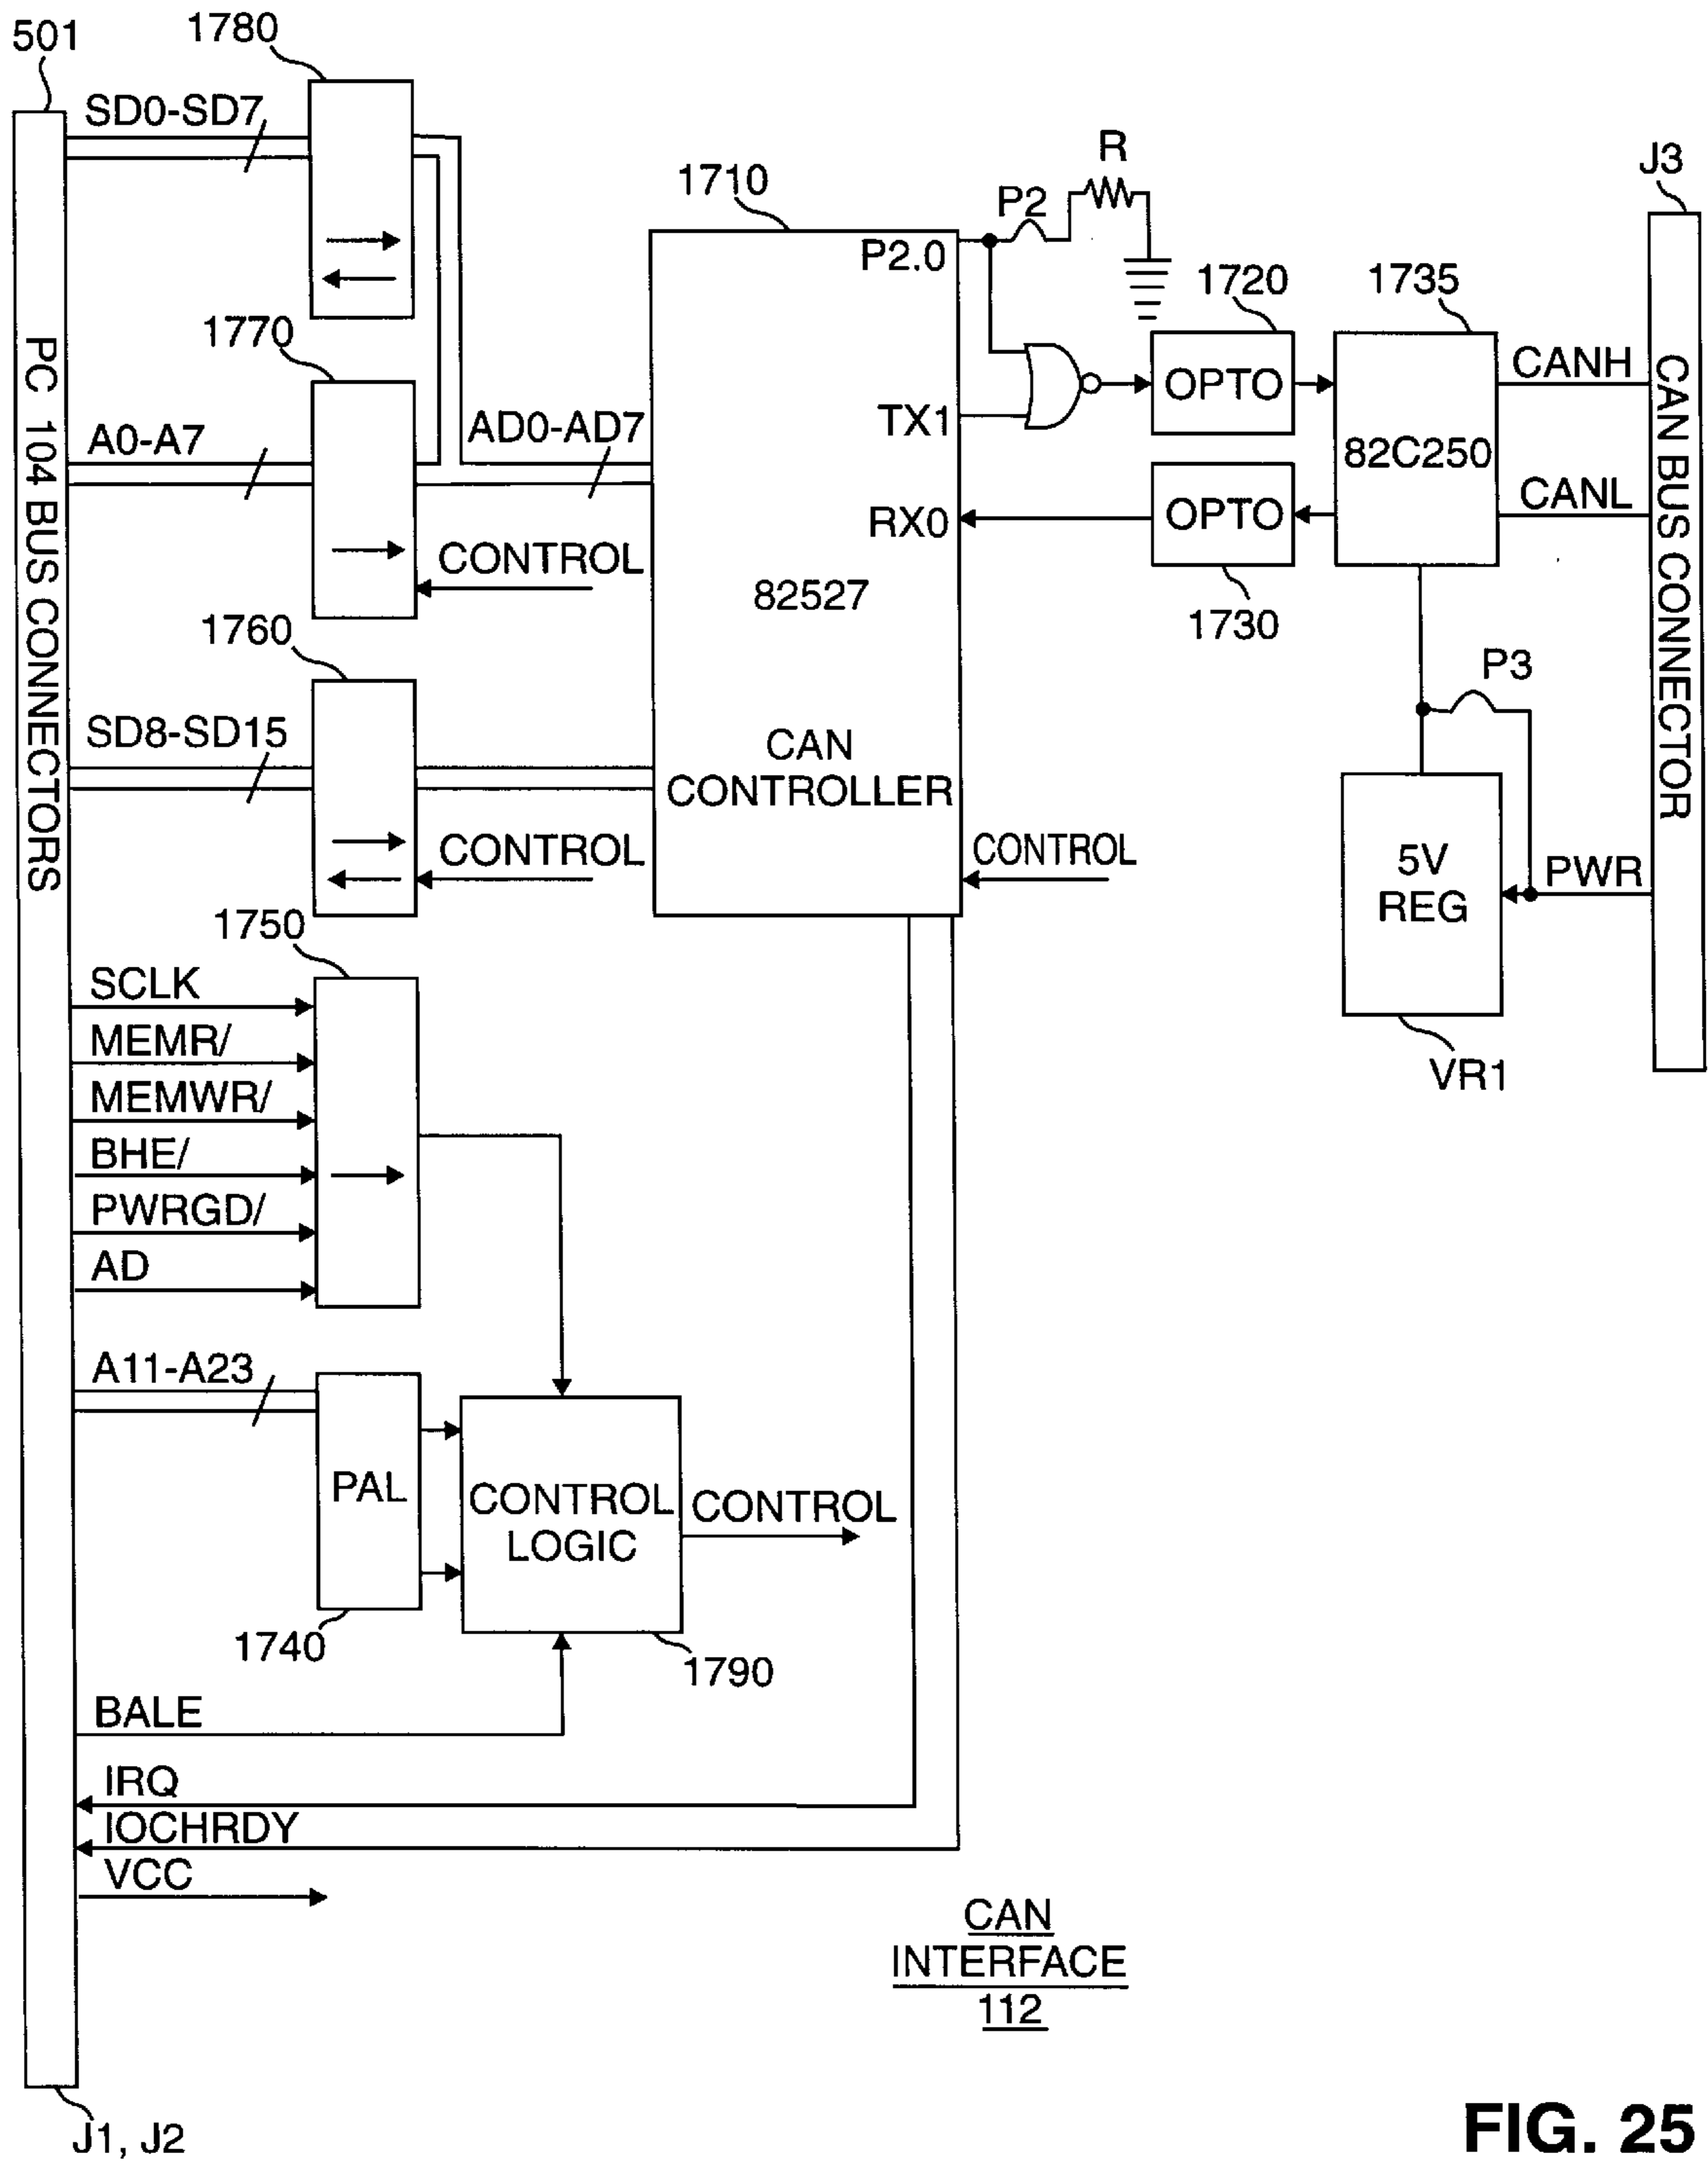 501
1780
SD0-SD7
1710
P2
R
J3
P2.0
1720
1735
1770
CANH
A0-A7
AD0-AD7
TX1
OPTO
82C250
CANL
RX0
OPTO
CONTROL
82527
1730
1760
P3
SD8-SD15
CAN
CONTROLLER
CONTROL
CONTROL
5V
REG
PWR
PC 104 BUS CONNECTORS
CAN BUS CONNECTOR
1750
SCLK
MEMR/
VR1
MEMWR/
BHE/
PWRGD/
AD
A11-A23
PAL
CONTROL
LOGIC
CONTROL
1740
1790
BALE
IRQ
IOCHRDY
VCC
CAN
INTERFACE
112
J1, J2
FIG. 25